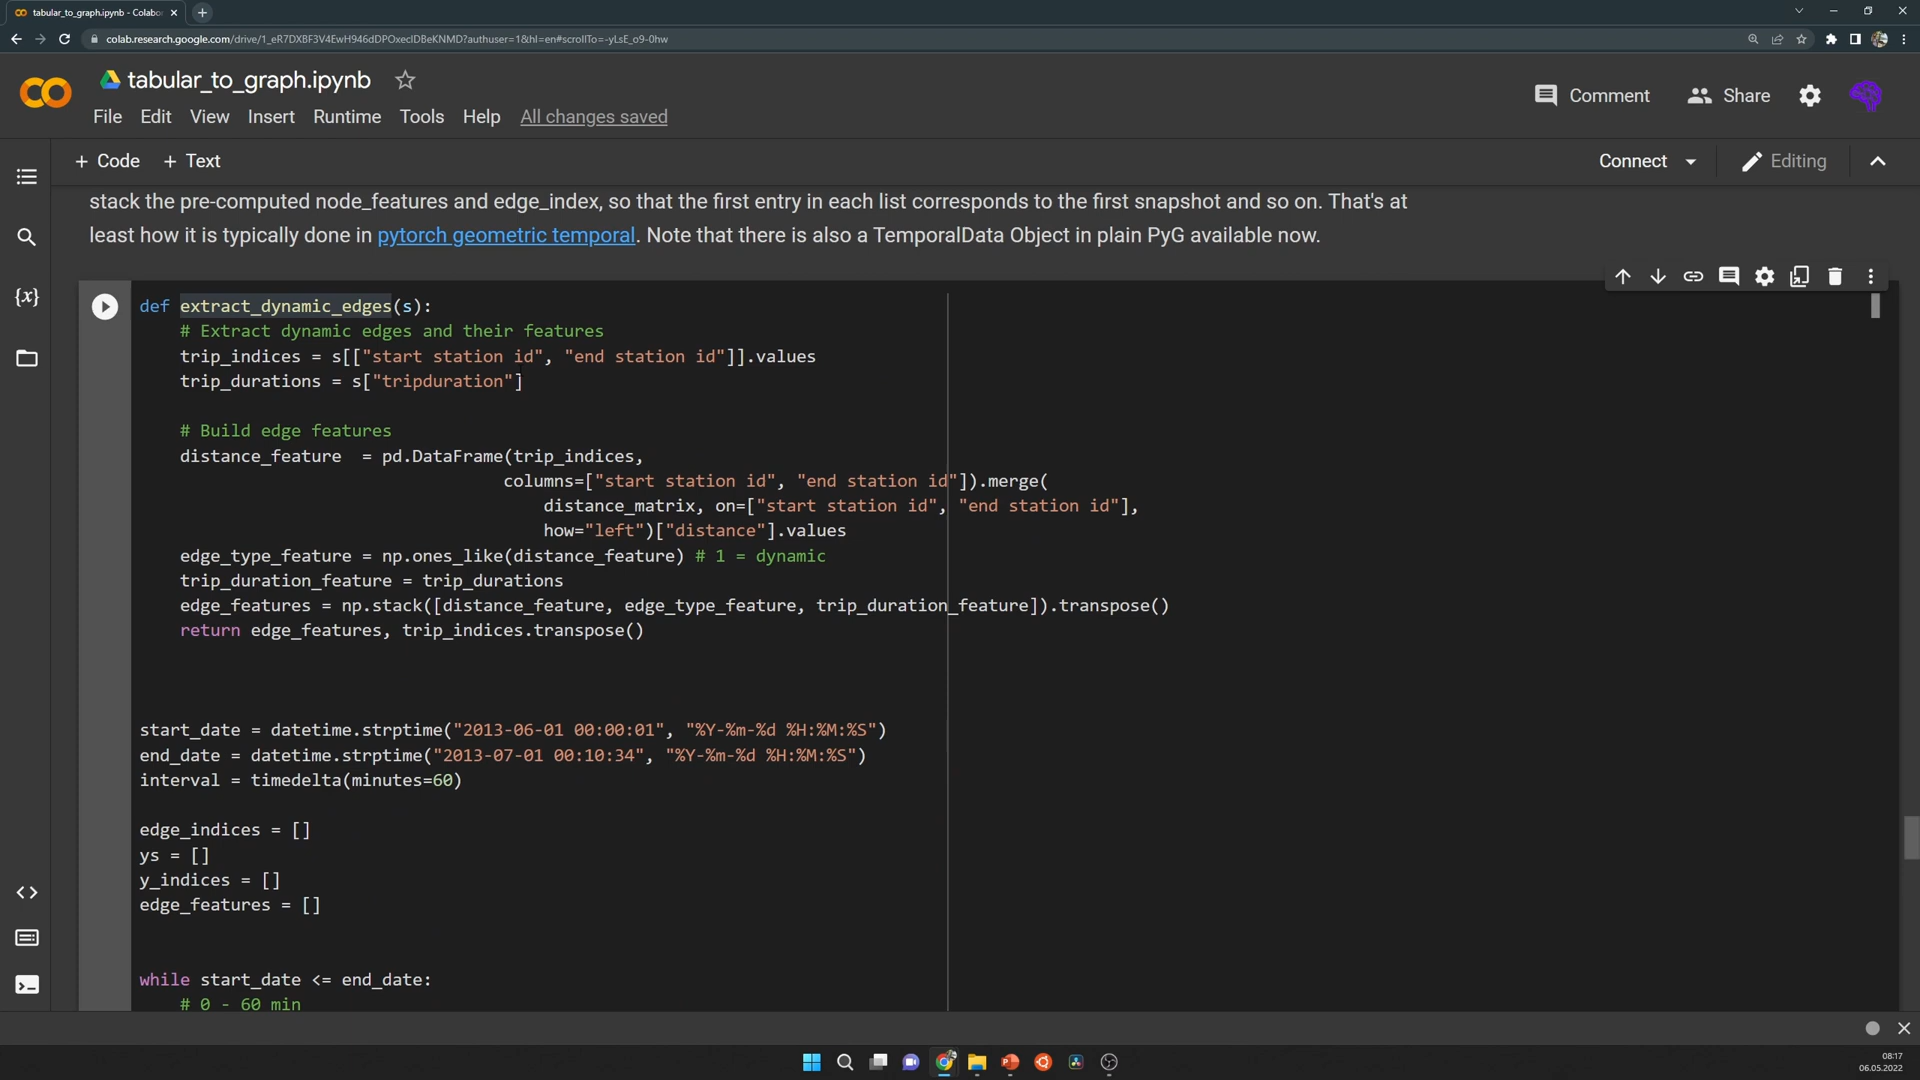 tabular_to_graph.ipynb - Colabo
colab.research.google.com/drive/1_eR7DXBF3V4EwH946dDPOxeclDBeKNMD?authuser=1&hl=en#scrollTo=-yLsE_o9-0hw
tabular_to_graph.ipynb
Comment
Share
File Edit View Insert Runtime Tools Help All changes saved
+ Code + Text
Connect
Editing
stack the pre-computed node_features and edge_index, so that the first entry in each list corresponds to the first snapshot and so on. That's at
least how it is typically done in pytorch geometric temporal. Note that there is also a TemporalData Object in plain PyG available now.
{x}
def extract_dynamic_edges(s):
# Extract dynamic edges and their features
trip_indices = s[["start station id", "end station id"]].values
trip_durations = s["tripduration"]
# Build edge features
distance_feature = pd.DataFrame(trip_indices,
columns=["start station id", "end station id"]).merge(
distance_matrix, on=["start station id", "end station id"],
how="left")["distance"].values
edge_type_feature = np.ones_like(distance_feature) # 1 = dynamic
trip_duration_feature = trip_durations
edge_features = np.stack([distance_feature, edge_type_feature, trip_duration_feature]).transpose()
return edge_features, trip_indices.transpose()
start_date = datetime.strptime("2013-06-01 00:00:01", "%Y-%m-%d %H:%M:%S")
end_date = datetime.strptime("2013-07-01 00:10:34", "%Y-%m-%d %H:%M:%S")
interval = timedelta(minutes=60)
edge_indices = []
ys = []
y_indices = []
edge_features = []
while start_date <= end_date:
# 0 - 60 min
08:17
06.05.2022